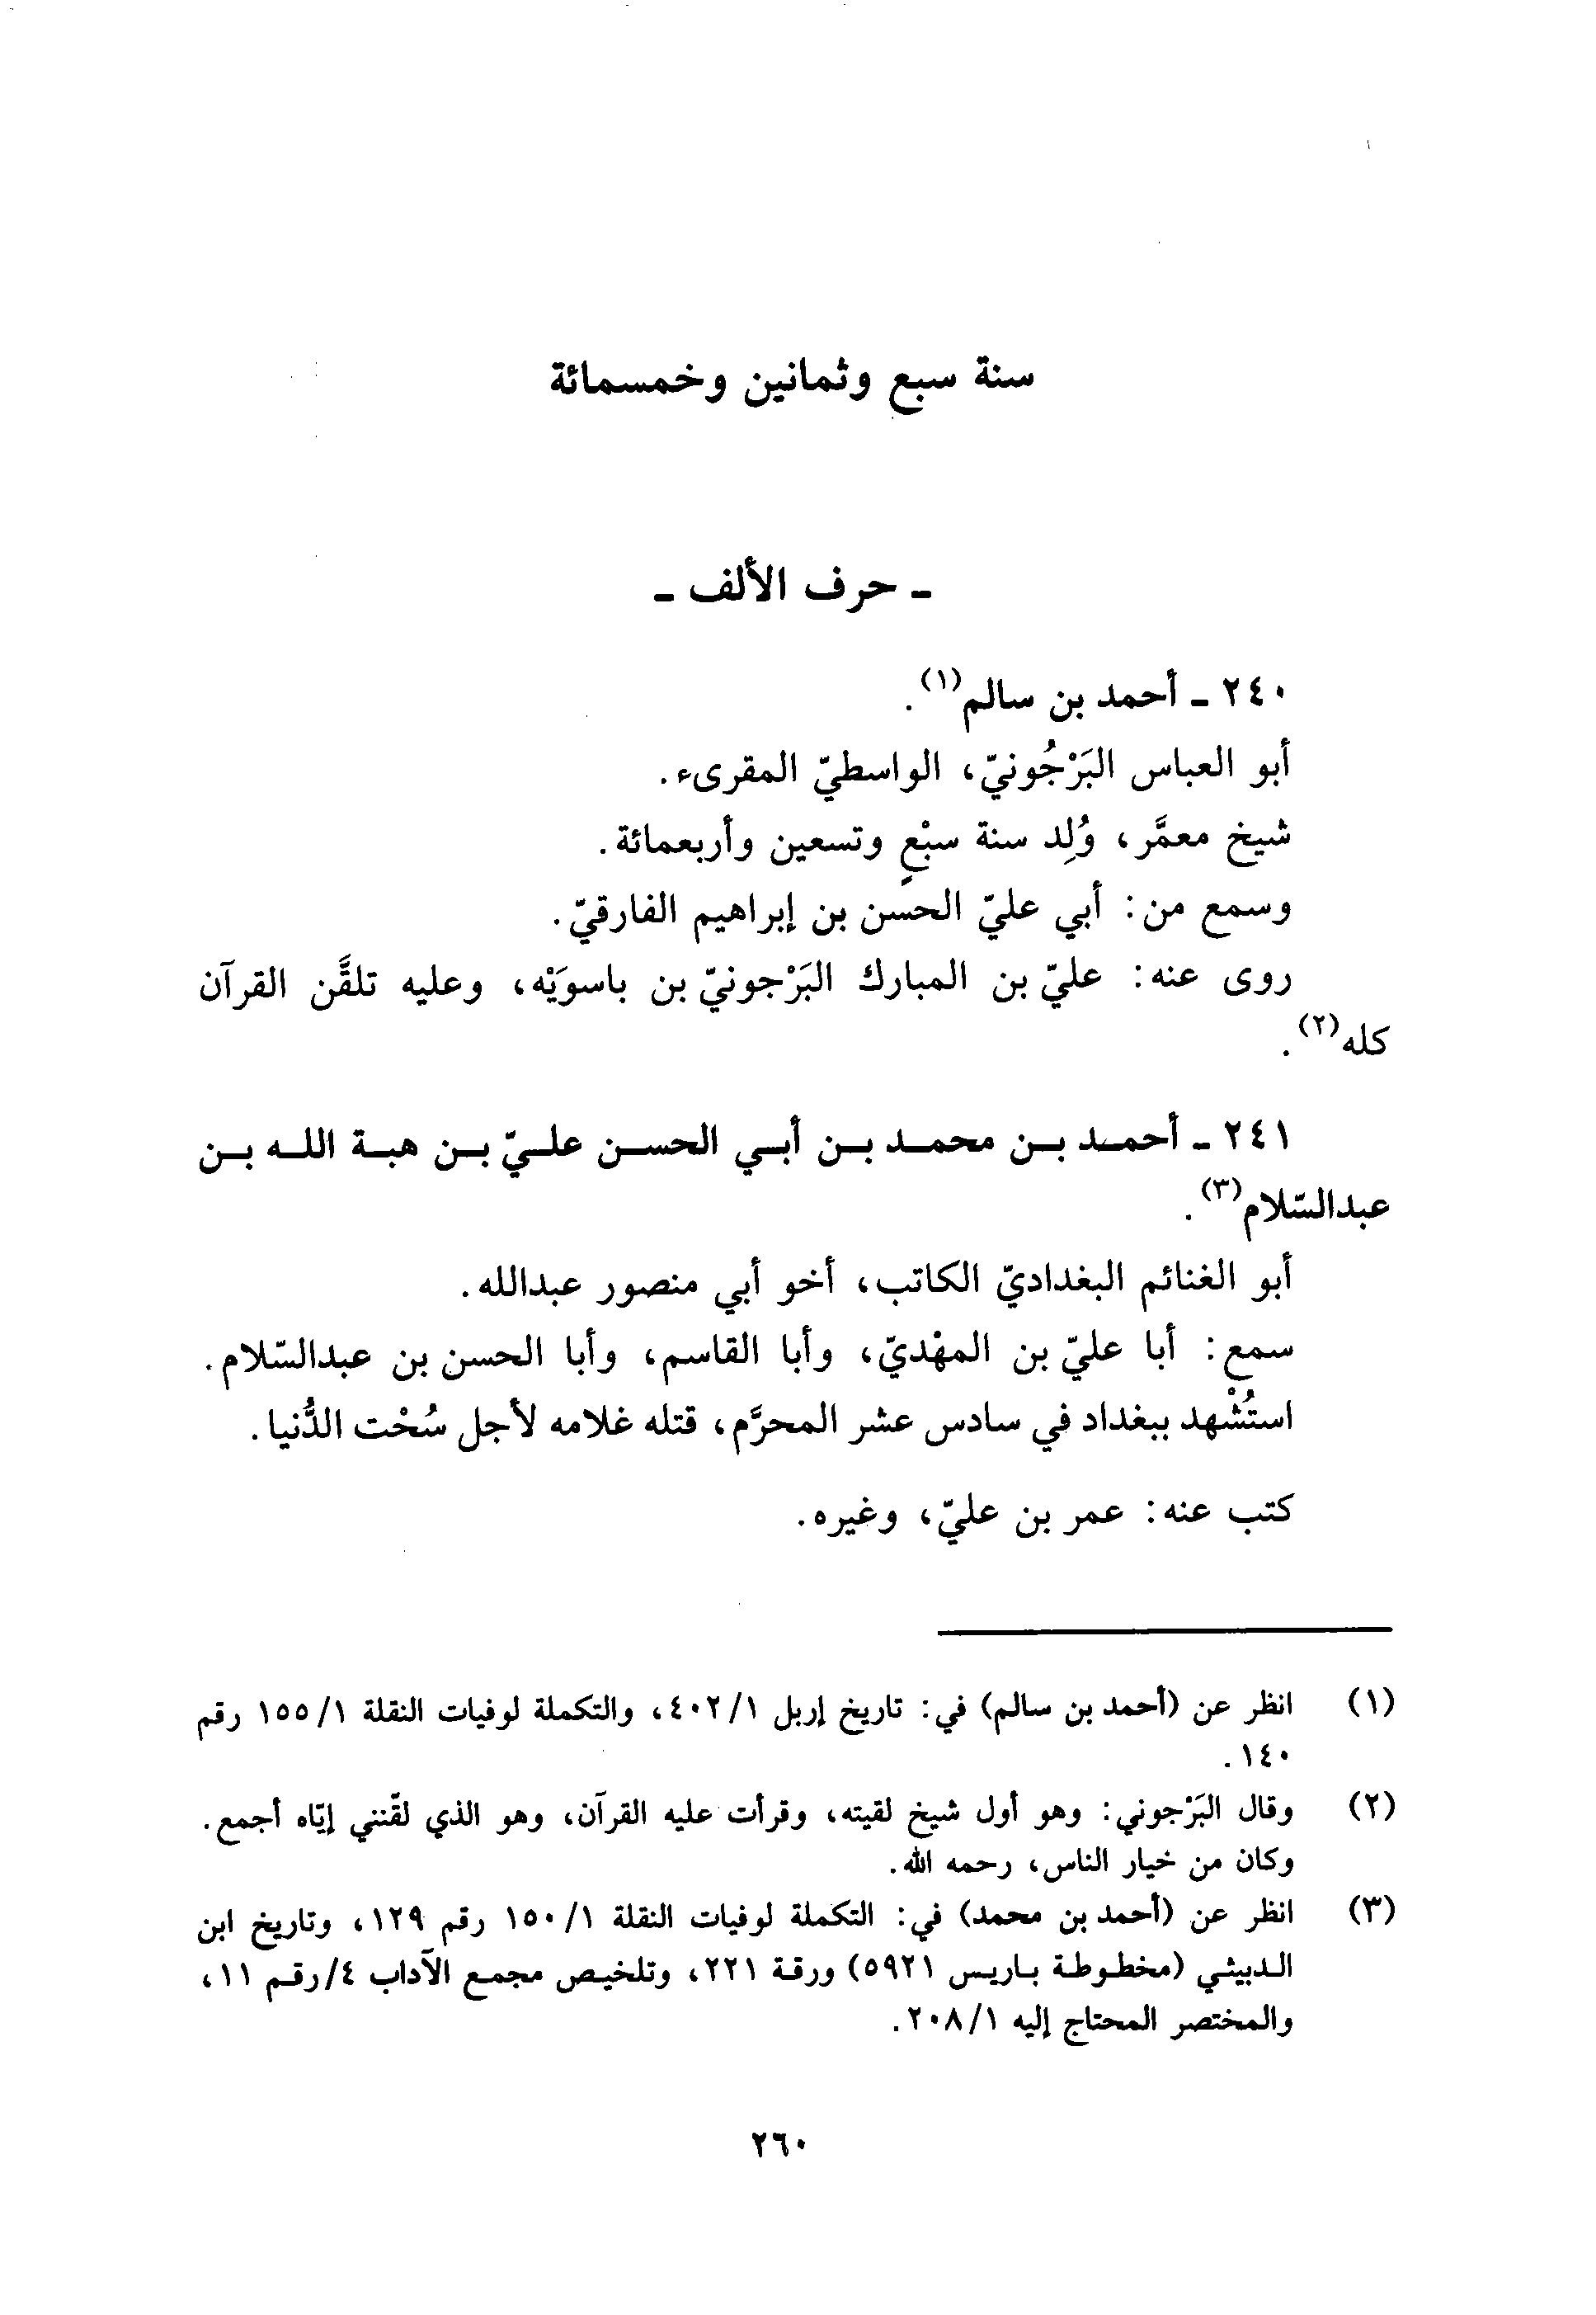 سنة سبع وثمانين وخمسمائة
ـ حرف الألف ـ
٢٤٠ ـ أحمد بن سالم(١).
أبو العباس البَرْجُونيّ، الواسطيّ المقرىء.
شيخ معمَّر، وُلِد سنة سبْعٍ وتسعين وأربعمائة.
وسمع من: أبي عليّ الحسن بن إبراهيم الفارقيّ.
روى عنه: عليّ بن المبارك البَرْجونيّ بن باسوَيْه، وعليه تلقَّن القرآن
كله(٢).
٢٤١ ـ أحمد بن محمد بن أبي الحسن عليّ بن هبة الله بن
عبدالسّلام(٣).
أبو الغنائم البغداديّ الكاتب، أخو أبي منصور عبدالله.
سمع: أبا عليّ بن المهْديّ، وأبا القاسم، وأبا الحسن بن عبدالسّلام.
استُشْهد ببغداد في سادس عشر المحرَّم، قتله غلامه لأجل سُحْت الدُّنيا.
كتب عنه: عمر بن عليّ، وغيره.
(١) انظر عن (أحمد بن سالم) في: تاريخ إربل ١/ ٤٠٢، والتكملة لوفيات النقلة ١/ ١٥٥ رقم
١٤٠.
(٢) وقال البَرْجوني: وهو أول شيخ لقيته، وقرأت عليه القرآن، وهو الذي لقّنني إيّاه أجمع.
وكان من خيار الناس، رحمه الله.
(٣) انظر عن (أحمد بن محمد) في: التكملة لوفيات النقلة ١/ ١٥٠ رقم ١٢٩، وتاريخ ابن
الدبيثي (مخطوطة باريس ٥٩٢١) ورقة ٢٢١، وتلخيص مجمع الآداب ٤/رقم ١١،
والمختصر المحتاج إليه ١/ ٢٠٨.
٢٦٠